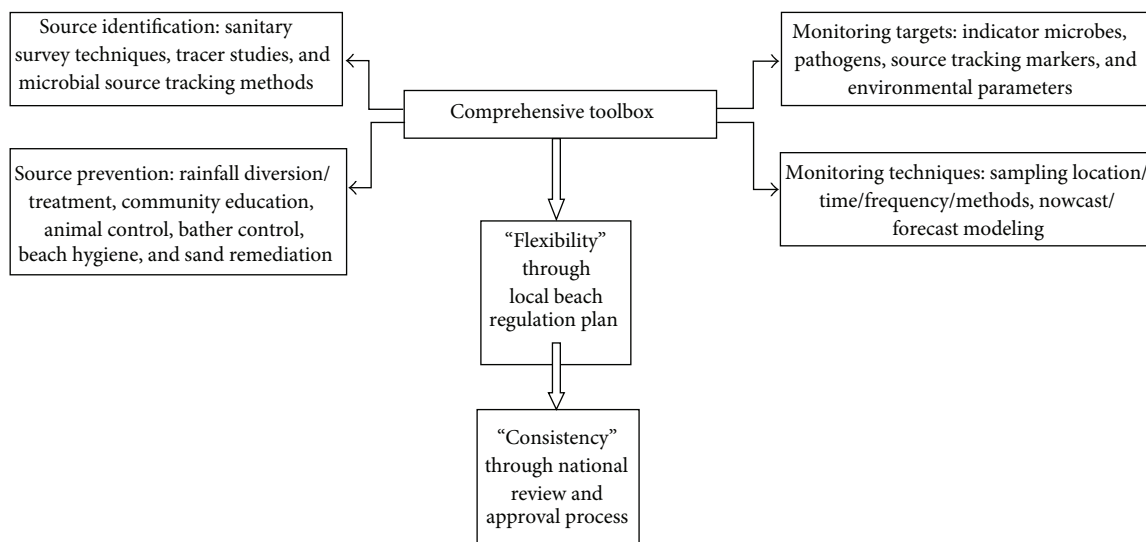 Source identification: sanitary
survey techniques, tracer studies, and
microbial source tracking methods
Monitoring targets: indicator microbes,
pathogens, source tracking markers, and
environmental parameters
Comprehensive toolbox
Source prevention: rainfall diversion/
treatment, community education,
animal control, bather control,
beach hygiene, and sand remediation
Monitoring techniques: sampling location/
time/frequency/methods, nowcast/
forecast modeling
“Flexibility”
through
local beach
regulation plan
“Consistency”
through national
review and
approval process